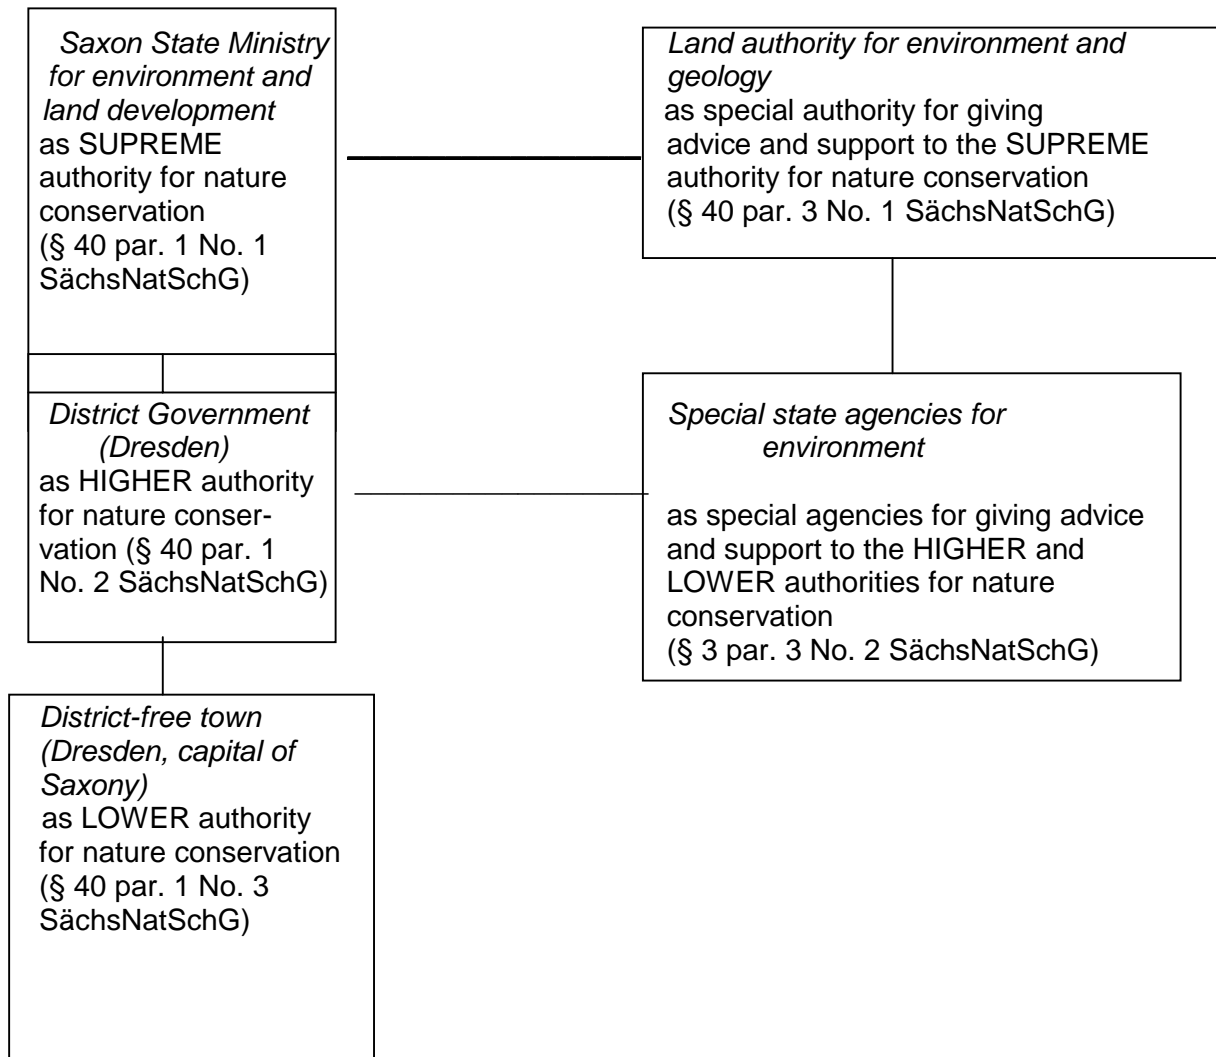 Saxon State Ministry
for environment and
land development
as SUPREME
authority for nature
conservation
(§ 40 par. 1 No. 1
SächsNatSchG)
Land authority for environment and
geology
as special authority for giving
advice and support to the SUPREME
authority for nature conservation
(§ 40 par. 3 No. 1 SächsNatSchG)
District Government
(Dresden)
as HIGHER authority
for nature conser-
vation (§ 40 par. 1
No. 2 SächsNatSchG)
Special state agencies for
environment
as special agencies for giving advice
and support to the HIGHER and
LOWER authorities for nature
conservation
(§ 3 par. 3 No. 2 SächsNatSchG)
District-free town
(Dresden, capital of
Saxony)
as LOWER authority
for nature conservation
(§ 40 par. 1 No. 3
SächsNatSchG)